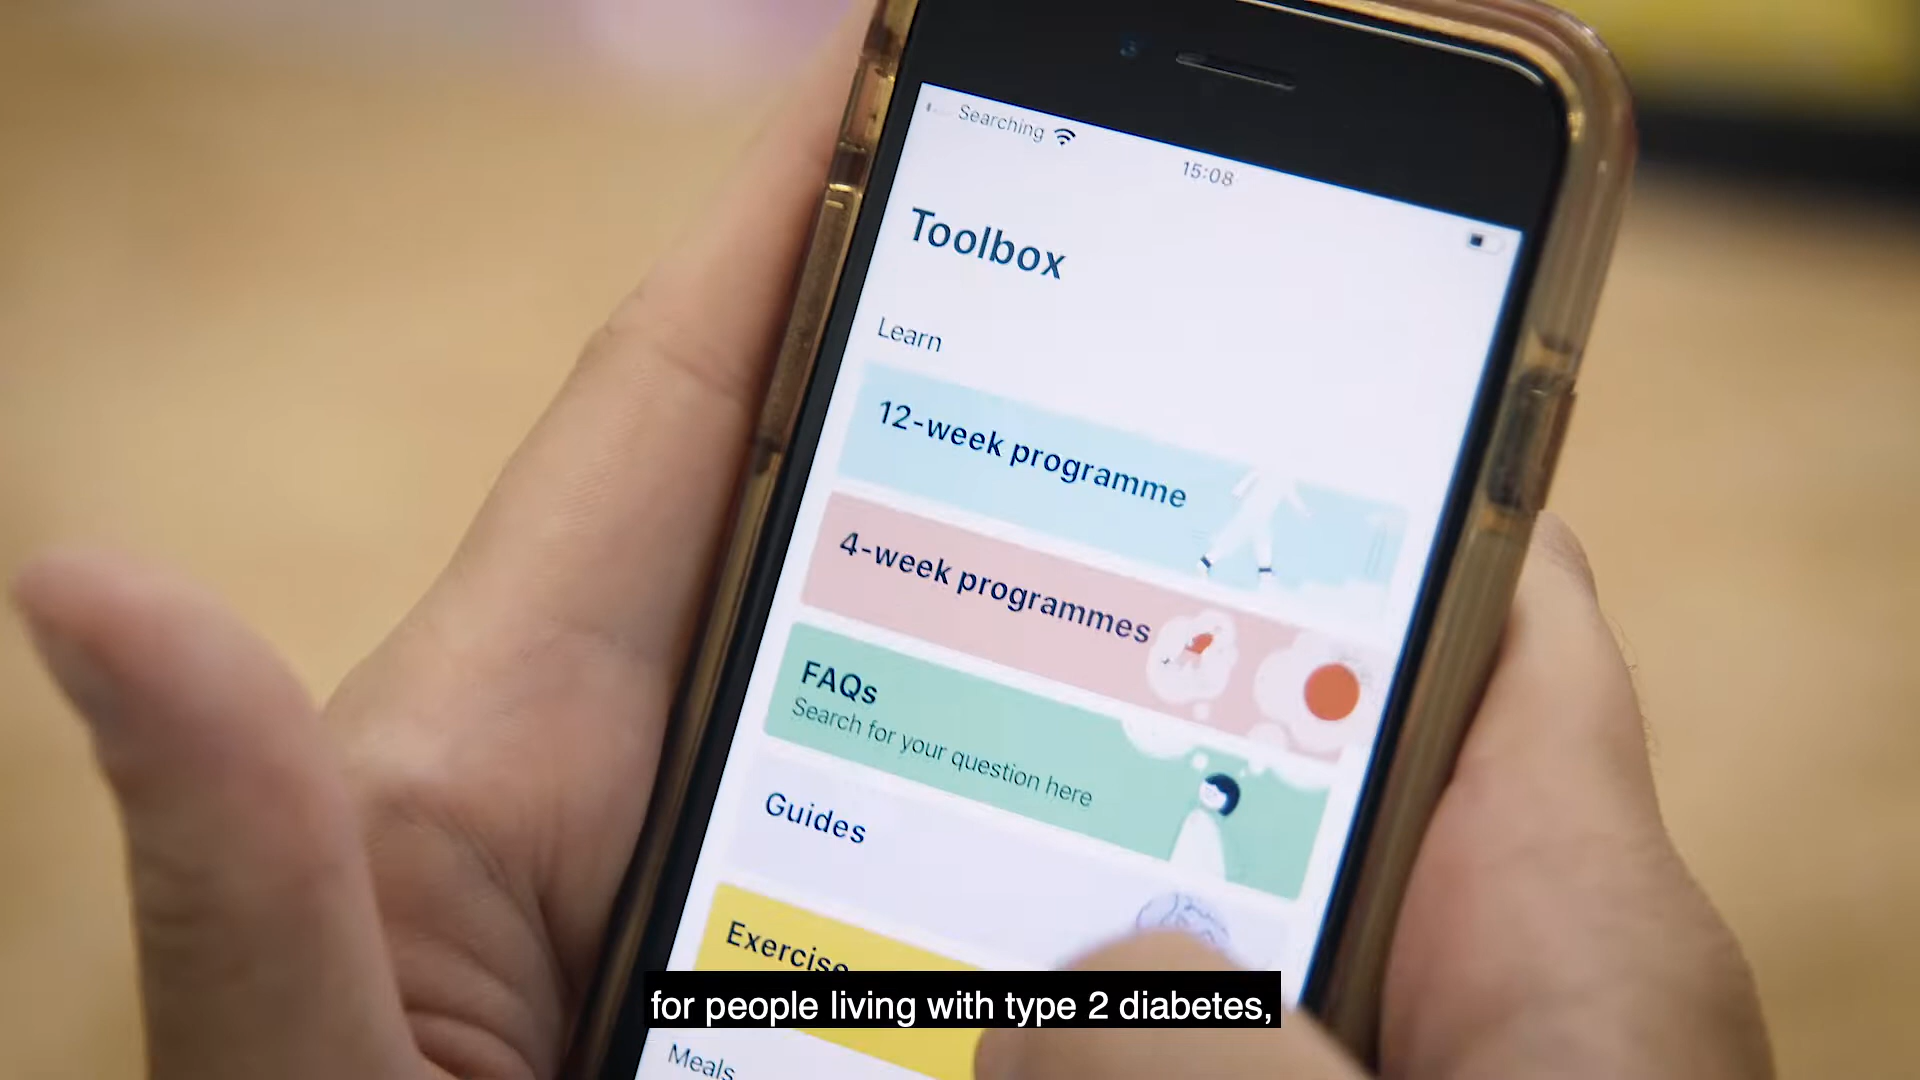 Searching
15:08
Toolbox
Learn
12-week programme
4-week programmes
FAQs
Search for your question here
Guides
Exercise
for people living with type 2 diabetes,
Meals